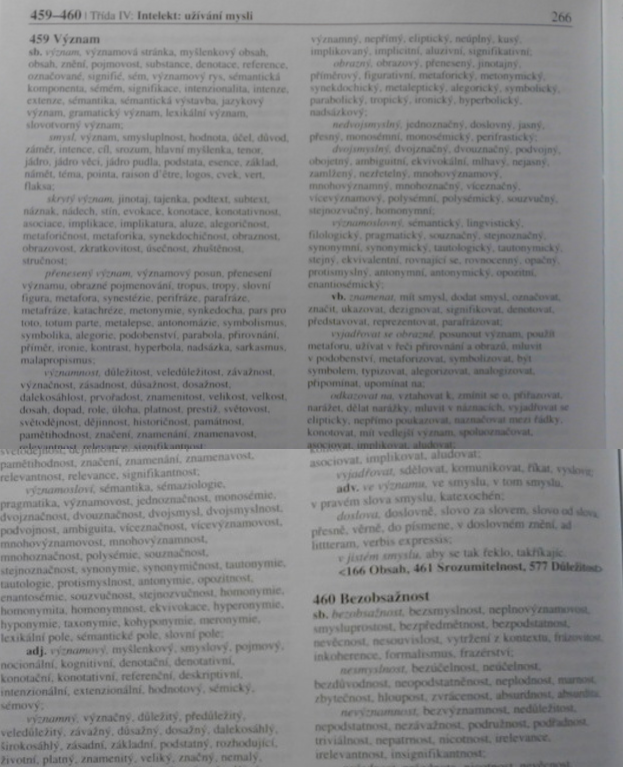 459–460 | Třída IV: Intelekt: užívání mysli
266
459 Význam
sb. význam, významová stránka, myšlenkový obsah,
obsah, znění, pojmovost, substance, denotace, reference,
označované, signifié, sém, významový rys, sémantická
komponenta, sémém, signifikace, intenzionalita, intenze,
extenze, sémantika, sémantická výstavba, jazykový
význam, gramatický význam, lexikální význam,
slovotvorný význam;
smysl, význam, smysluplnost, hodnota, účel, důvod,
záměr, intence, cíl, srozum, hlavní myšlenka, tenor,
jádro, jádro věci, jádro pudla, podstata, esence, základ,
námět, téma, pointa, raison d'être, logos, cvek, vert,
flaksa;
skrytý význam, jinotaj, tajenka, podtext, subtext,
náznak, nádech, stín, evokace, konotace, konotativnost,
asociace, implikace, implikatura, aluze, alegoričnost,
metaforičnost, metaforika, synekdochičnost, obraznost,
obrazovost, zkratkovitost, úsečnost, zhuštěnost,
stručnost;
přenesený význam, významový posun, přenesení
významu, obrazné pojmenování, tropus, tropy, slovní
figura, metafora, synestézie, perifráze, parafráze,
metafráze, katachréze, metonymie, synekdocha, pars pro
toto, totum parte, metalepse, antonomázie, symbolismus,
symbolika, alegorie, podobenství, parabola, přirovnání,
příměr, ironie, kontrast, hyperbola, nadsázka, sarkasmus,
malapropismus;
významnost, důležitost, veledůležitost, závažnost,
význačnost, zásadnost, důsažnost, dosažnost,
dalekosáhlost, prvořadost, znamenitost, velikost, velkost,
dosah, dopad, role, úloha, platnost, prestiž, světovost,
světodějnost, dějinnost, historičnost, památnost,
pamětihodnost, značení, znamenání, znamenavost,
relevantnost, relevance, signifikantnost;
pamětihodnost, značení, znamenání, znamenavost,
relevantnost, relevance, signifikantnost;
významosloví, sémantika, sémaziologie,
pragmatika, významovost, jednoznačnost, monosémie,
dvojznačnost, dvouznačnost, dvojsmysl, dvojsmyslnost,
podvojnost, ambiguita, víceznačnost, vícevýznamovost,
mnohovýznamovost, mnohovýznamnost,
mnohoznačnost, polysémie, souznačnost,
stejnoznačnost, synonymie, synonymičnost, tautonymie,
tautologie, protismyslnost, antonymie, opozitnost,
enantosémie, souzvučnost, stejnozvučnost, homonymie,
homonymita, homonymnost, ekvivokace, hyperonymie,
hyponymie, taxonymie, kohyponymie, meronymie,
lexikální pole, sémantické pole, slovní pole;
adj. významový, myšlenkový, smyslový, pojmový,
nocionální, kognitivní, denotační, denotativní,
konotační, konotativní, referenční, deskriptivní,
intenzionální, extenzionální, hodnotový, sémický,
sémový;
významný, význačný, důležitý, předůležitý,
veledůležitý, závažný, důsažný, dosažný, dalekosáhlý,
širokosáhlý, zásadní, základní, podstatný, rozhodující,
životní, platný, znamenitý, veliký, značný, nemalý,
významný, nepřímý, eliptický, neúplný, kusý,
implikovaný, implicitní, aluzivní, signifikativní;
obrazný, obrazový, přenesený, jinotajný,
příměrový, figurativní, metaforický, metonymický,
synekdochický, metaleptický, alegorický, symbolický,
parabolický, tropický, ironický, hyperbolický,
nadsázkový;
nedvojsmyslný, jednoznačný, doslovný, jasný,
přesný, monosémní, monosémický, perifrastický;
dvojsmyslný, dvojznačný, dvouznačný, podvojný,
obojetný, ambiguitní, ekvivokální, mlhavý, nejasný,
zamlžený, nezřetelný, mnohovýznamový,
mnohovýznamný, mnohoznačný, víceznačný,
vícevýznamový, polysémní, polysémický, souzvučný,
stejnozvučný, homonymní;
významoslovný, sémantický, lingvistický,
filologický, pragmatický, souznačný, stejnoznačný,
synonymní, synonymický, tautologický, tautonymický,
stejný, ekvivalentní, rovnající se, rovnocenný, opačný,
protismyslný, antonymní, antonymický, opozitní,
enantiosémický;
vb. znamenat, mít smysl, dodat smysl, označovat,
značit, ukazovat, dezignovat, signifikovat, denotovat,
představovat, reprezentovat, parafrázovat;
vyjadřovat se obrazně, posunout význam, použít
metaforu, užívat v řeči přirovnání a obrazů, mluvit
v podobenství, metaforizovat, symbolizovat, být
symbolem, typizovat, alegorizovat, analogizovat,
připomínat, upomínat na;
odkazovat na, vztahovat k, zmínit se o, přiřazovat,
narážet, dělat narážky, mluvit v náznacích, vyjadřovat se
elipticky, nepřímo poukazovat, naznačovat mezi řádky,
konotovat, mít vedlejší význam, spoluoznačovat,
asociovat, implikovat, aludovat;
asociovat, implikovat, aludovat;
vyjadřovat, sdělovat, komunikovat, říkat, vyslovit;
adv. ve významu, ve smyslu, v tom smyslu,
v pravém slova smyslu, katexochén;
doslova, doslovně, slovo za slovem, slovo od slova,
přesně, věrně, do písmene, v doslovném znění, ad
litteram, verbis expressis;
v jistém smyslu, aby se tak řeklo, takříkajíc.
<166 Obsah, 461 Srozumitelnost, 577 Důležitost>
460 Bezobsažnost
sb. bezobsažnost, bezsmyslnost, neplnovýznamovost,
smysluprostost, bezpředmětnost, bezpodstatnost,
nevěcnost, nesouvislost, vytržení z kontextu, frázovitost,
inkoherence, formalismus, frazérství;
nesmyslnost, bezúčelnost, neúčelnost,
bezdůvodnost, neopodstatněnost, neplodnost, marnost,
zbytečnost, hloupost, zvrácenost, absurdnost, absurdita;
nevýznamnost, bezvýznamnost, nedůležitost,
nepodstatnost, nezávažnost, podružnost, podřadnost,
triviálnost, nepatrnost, nicotnost, irelevance,
irelevantnost, insignifikantnost;